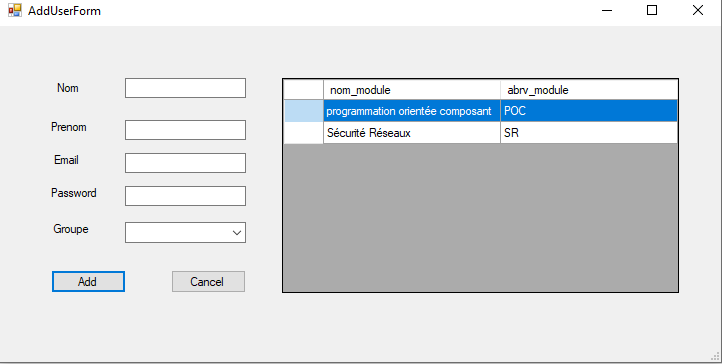 AddUserForm
Nom
Prenom
Email
Password
Groupe
Add
Cancel
nom_module abrv_module
programmation orientée composant POC
Sécurité Réseaux SR